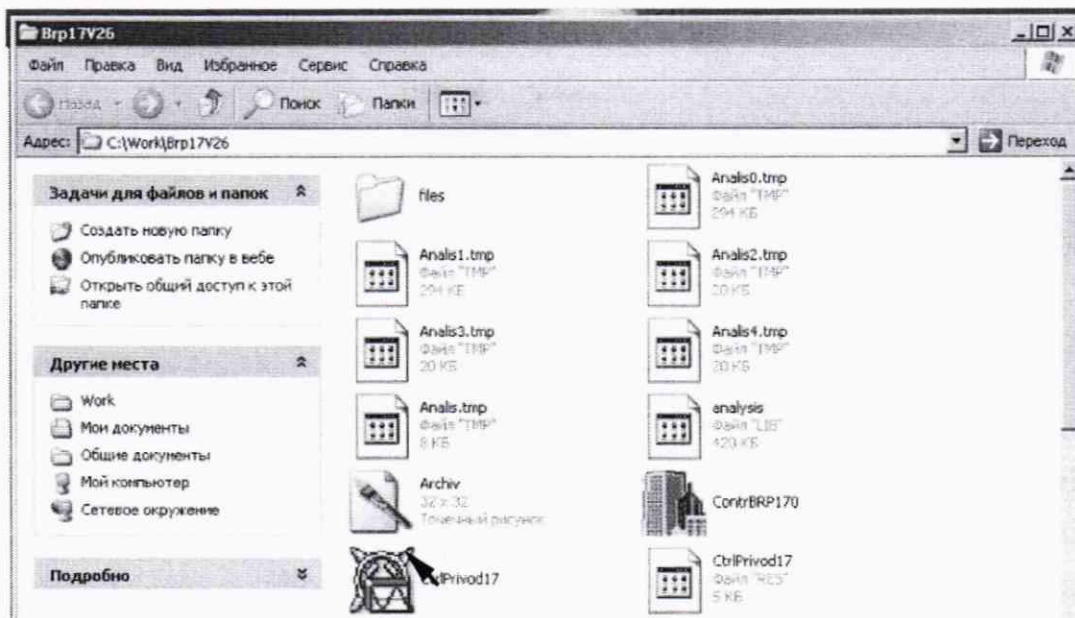 Brp17V26
Файл Правка Вид Избранное Сервис Справка
Назад Поиск Папки
Адрес: C:\Work\Brp17V26 Переход
Задачи для файлов и папок
Создать новую папку
Опубликовать папку в вебе
Открыть общий доступ к этой
папке
Другие места
Work
Мои документы
Общие документы
Мой компьютер
Сетевое окружение
Подробно
files
Analis0.tmp
Файл "TMP"
294 КБ
Analis1.tmp
Файл "TMP"
294 КБ
Analis2.tmp
Файл "TMP"
20 КБ
Analis3.tmp
Файл "TMP"
20 КБ
Analis4.tmp
Файл "TMP"
20 КБ
Analis.tmp
Файл "TMP"
8 КБ
analysis
Файл "LIB"
420 КБ
Archiv
32 x 32
Точечный рисунок
ContrBRP170
CtrlPrivod17
CtrlPrivod17
Файл "RES"
5 КБ